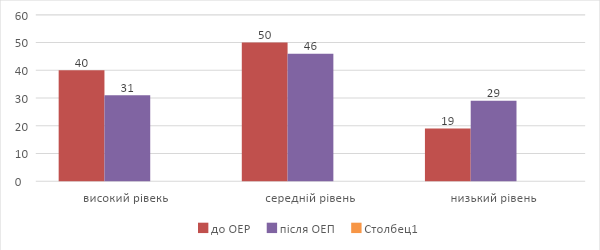 60
50
40
30
20
10
0
40
31
50
46
19
29
високий рівекь
середній рівень
низький рівень
до ОЕР
після ОЕП
Столбец1